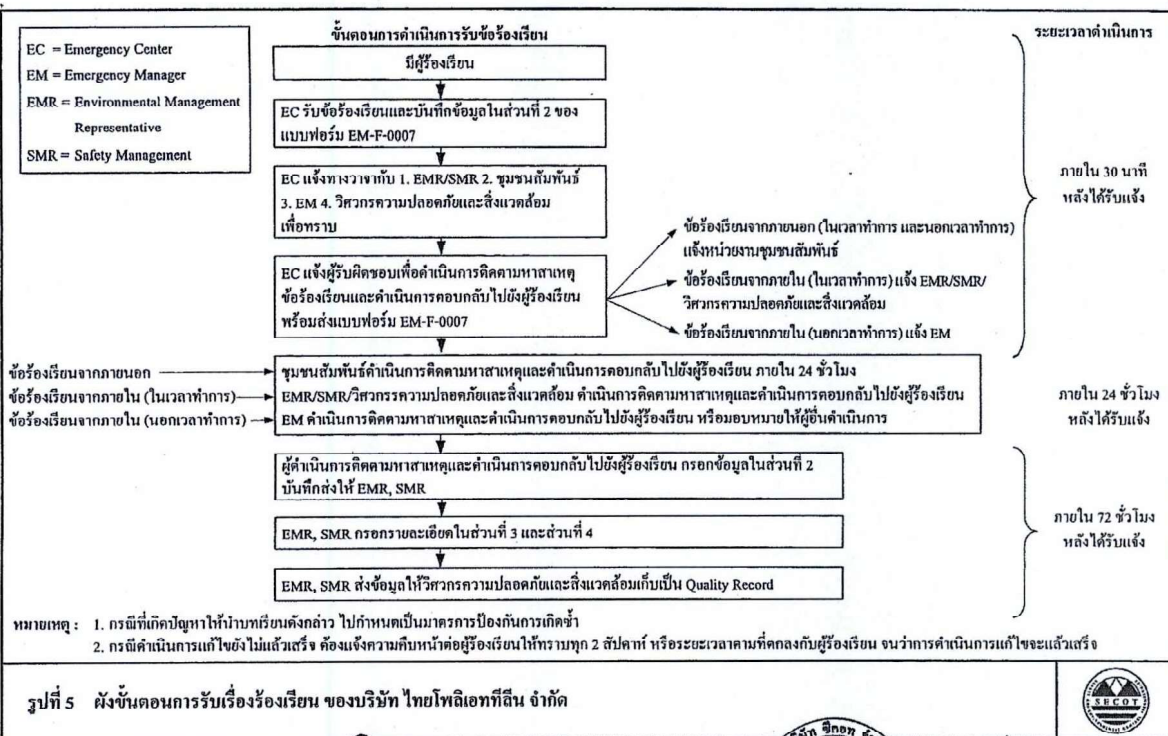 EC = Emergency Center
EM = Emergency Manager
EMR = Environmental Management
Representative
SMR = Safety Management
ขั้นตอนการดำเนินการรับข้อร้องเรียน
ระยะเวลาดำเนินการ
มีผู้ร้องเรียน
EC รับข้อร้องเรียนและบันทึกข้อมูลในส่วนที่ 2 ของ
แบบฟอร์ม EM-F-0007
EC แจ้งทางวาจากับ 1. EMR/SMR 2. ชุมชนสัมพันธ์
3. EM 4. วิศวกรความปลอดภัยและสิ่งแวดล้อม
เพื่อทราบ
ภายใน 30 นาที
หลังได้รับแจ้ง
EC แจ้งผู้รับผิดชอบเพื่อดำเนินการติดตามหาสาเหตุ
ข้อร้องเรียนและดำเนินการตอบกลับไปยังผู้ร้องเรียน
พร้อมส่งแบบฟอร์ม EM-F-0007
ข้อร้องเรียนจากภายนอก (ในเวลาทำการ และนอกเวลาทำการ)
แจ้งหน่วยงานชุมชนสัมพันธ์
ข้อร้องเรียนจากภายใน (ในเวลาทำการ) แจ้ง EMR/SMR/
วิศวกรความปลอดภัยและสิ่งแวดล้อม
ข้อร้องเรียนจากภายใน (นอกเวลาทำการ) แจ้ง EM
ข้อร้องเรียนจากภายนอก
ข้อร้องเรียนจากภายใน (ในเวลาทำการ)
ข้อร้องเรียนจากภายใน (นอกเวลาทำการ)
ชุมชนสัมพันธ์ดำเนินการติดตามหาสาเหตุและดำเนินการตอบกลับไปยังผู้ร้องเรียน ภายใน 24 ชั่วโมง
EMR/SMR/วิศวกรรความปลอดภัยและสิ่งแวดล้อม ดำเนินการติดตามหาสาเหตุและดำเนินการตอบกลับไปยังผู้ร้องเรียน
EM ดำเนินการติดตามหาสาเหตุและดำเนินการตอบกลับไปยังผู้ร้องเรียน หรือมอบหมายให้ผู้อื่นดำเนินการ
ภายใน 24 ชั่วโมง
หลังได้รับแจ้ง
ผู้ดำเนินการติดตามหาสาเหตุและดำเนินการตอบกลับไปยังผู้ร้องเรียน กรอกข้อมูลในส่วนที่ 2
บันทึกส่งให้ EMR, SMR
EMR, SMR กรอกรายละเอียดในส่วนที่ 3 และส่วนที่ 4
EMR, SMR ส่งข้อมูลให้วิศวกรความปลอดภัยและสิ่งแวดล้อมเก็บเป็น Quality Record
ภายใน 72 ชั่วโมง
หลังได้รับแจ้ง
หมายเหตุ : 1. กรณีที่เกิดปัญหาให้นำบทเรียนดังกล่าว ไปกำหนดเป็นมาตรการป้องกันการเกิดซ้ำ
2. กรณีดำเนินการแก้ไขยังไม่แล้วเสร็จ ต้องแจ้งความคืบหน้าต่อผู้ร้องเรียนให้ทราบทุก 2 สัปดาห์ หรือระยะเวลาตามที่ตกลงกับผู้ร้องเรียน จนว่าการดำเนินการแก้ไขจะแล้วเสร็จ
รูปที่ 5 ผังขั้นตอนการรับเรื่องร้องเรียน ของบริษัท ไทยโพลิเอททีลีน จำกัด
SECOT